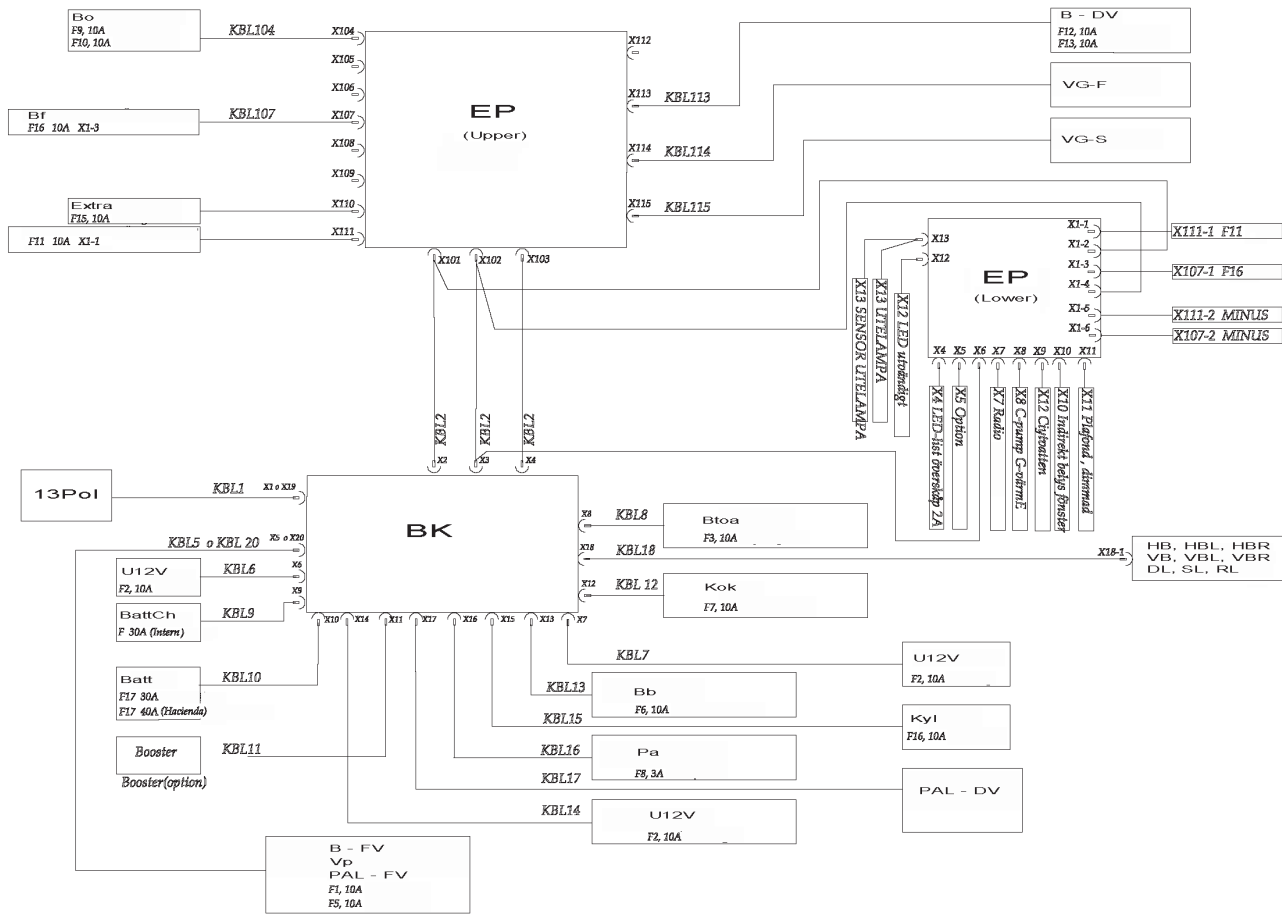 Bo
F9, 10A
F10, 10A
KBL104
X104
X105
X106
Bf
F16 10A X1-3
KBL107
X107
X108
X109
Extra
F15, 10A
X110
F11 10A X1-1
X111
EP
(Upper)
X112
X113
KBL113
X114
KBL114
X115
KBL115
B - DV
F12, 10A
F13, 10A
VG-F
VG-S
X101
X102
X103
EP
(Lower)
X13
X12
X1-1
X1-2
X1-3
X1-4
X1-5
X1-6
X111-1 F11
X107-1 F16
X111-2 MINUS
X107-2 MINUS
X4
X5
X6
X7
X8
X9
X10
X11
X13 SENSOR UTELAMPA
X13 UTELAMPA
X12 LED utvändigt
X4 LED-list överskåp 2A
X5 Option
X7 Radio
X8 C-pump G-värmE
X10 Indirekt belys fönster
X11 Plafond, dimmad
KBL2
KBL2
KBL2
X2
X3
X4
13Pol
KBL1
X1 o X19
BK
KBL5 o KBL 20
X5 o X20
U12V
F2, 10A
KBL6
X6
BattCh
F 30A (Intern)
KBL9
X9
X8
KBL8
Btoa
F3, 10A
X18
KBL18
X18-1
HB, HBL, HBR
VB, VBL, VBR
DL, SL, RL
X12
KBL 12
Kok
F7, 10A
X10
X14
X11
X17
X16
X15
X13
X7
Batt
F17 30A
F17 40A (Hacienda)
KBL10
KBL7
U12V
F2, 10A
KBL13
Bb
F6, 10A
KBL15
Kyl
F16, 10A
Booster
Booster(option)
KBL11
KBL16
Pa
F8, 3A
KBL17
PAL - DV
KBL14
U12V
F2, 10A
B - FV
Vp
PAL - FV
F1, 10A
F5, 10A